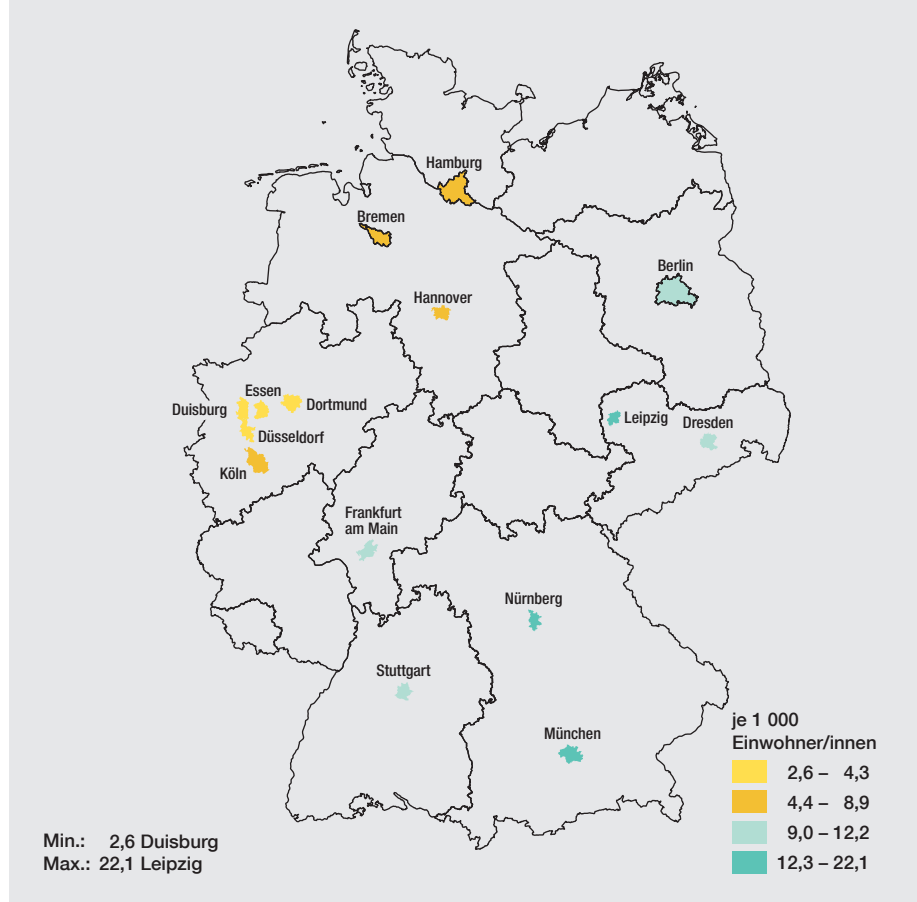 Hamburg
Bremen
Berlin
Hannover
Essen
Duisburg
Dortmund
Düsseldorf
Köln
Leipzig
Dresden
Frankfurt
am Main
Nürnberg
Stuttgart
München
je 1 000
Einwohner/innen
2,6 – 4,3
4,4 – 8,9
9,0 – 12,2
12,3 – 22,1
Min.: 2,6 Duisburg
Max.: 22,1 Leipzig